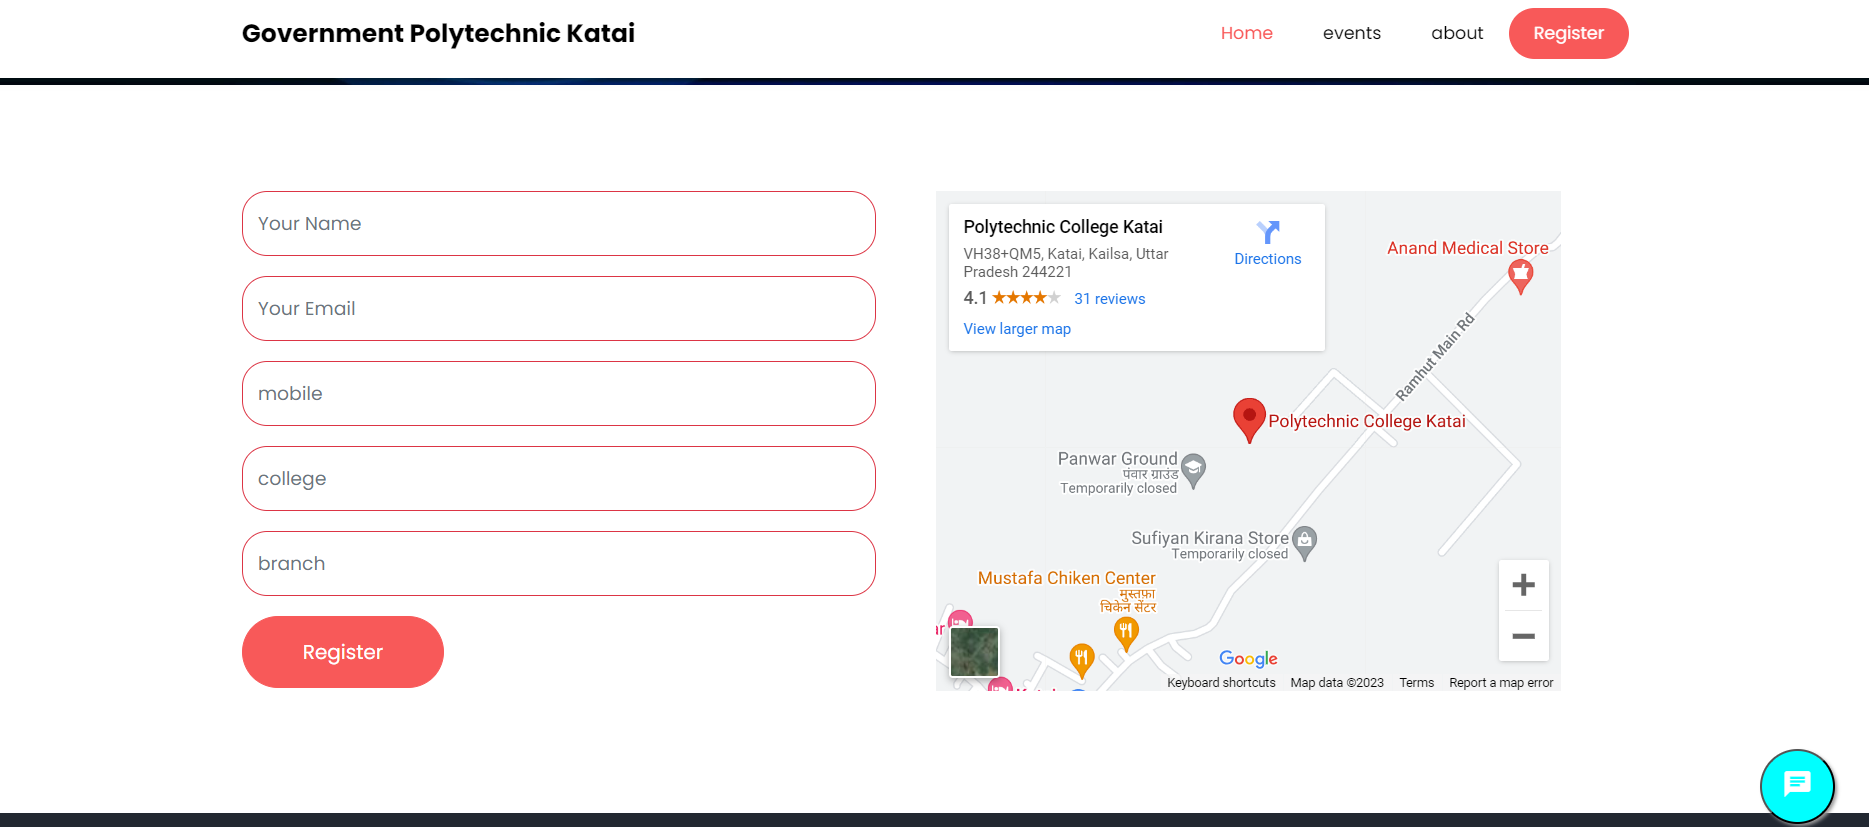 Government Polytechnic Katai
Home
events
about
Register
Your Name
Your Email
mobile
college
branch
Register
Polytechnic College Katai
VH38+QM5, Katai, Kailsa, Uttar
Pradesh 244221
4.1
31 reviews
View larger map
Directions
Anand Medical Store
Ramhut Main Rd
Polytechnic College Katai
Panwar Ground
पंवार ग्राउंड
Temporarily closed
Sufiyan Kirana Store
Temporarily closed
Mustafa Chiken Center
मुस्तफ़ा
चिकेन सेंटर
Google
Keyboard shortcuts
Map data ©2023
Terms
Report a map error